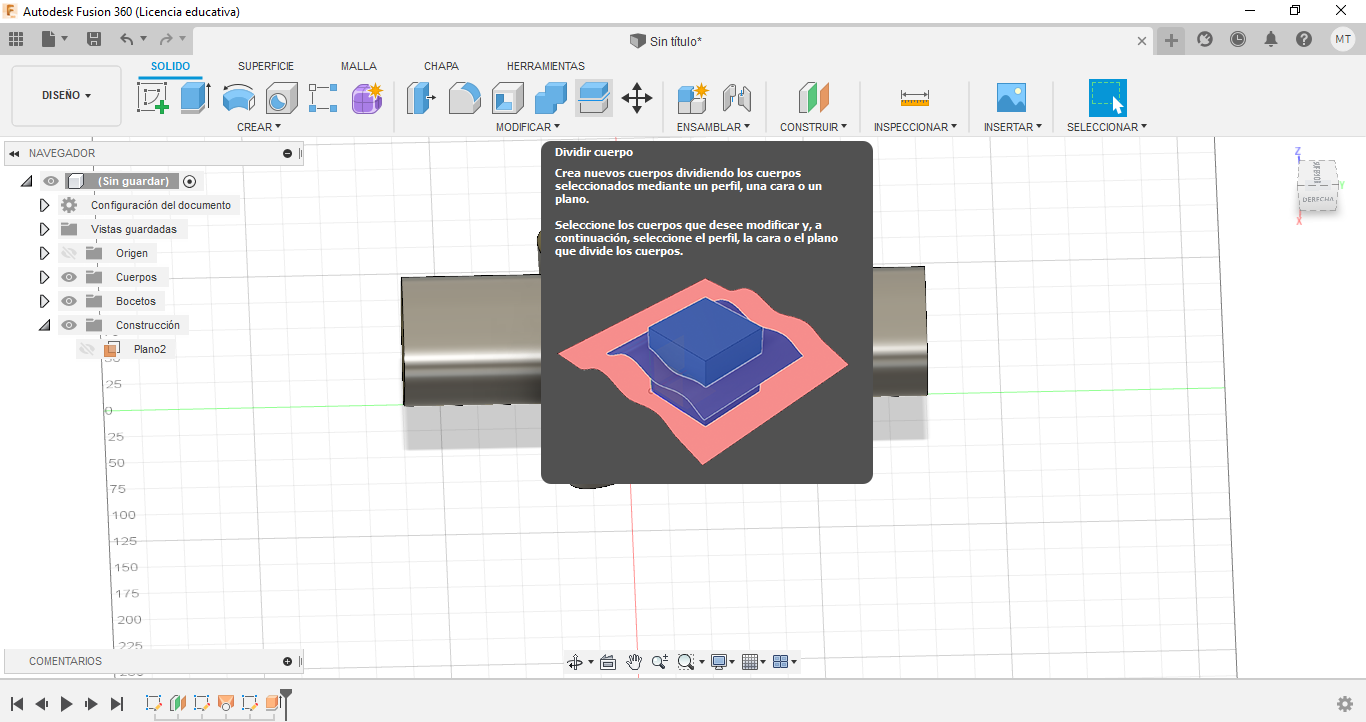 Autodesk Fusion 360 (Licencia educativa)
Sin título*
MT
DISEÑO
SOLIDO
SUPERFICIE
MALLA
CHAPA
HERRAMIENTAS
CREAR
MODIFICAR
ENSAMBLAR
CONSTRUIR
INSPECCIONAR
INSERTAR
SELECCIONAR
NAVEGADOR
(Sin guardar)
Configuración del documento
Vistas guardadas
Origen
Cuerpos
Bocetos
Construcción
Plano2
Dividir cuerpo
Crea nuevos cuerpos dividiendo los cuerpos
seleccionados mediante un perfil, una cara o un
plano.
Seleccione los cuerpos que desee modificar y, a
continuación, seleccione el perfil, la cara o el plano
que divide los cuerpos.
Z
Y
DERECHA
X
25
0
25
50
75
100
125
150
175
200
225
COMENTARIOS